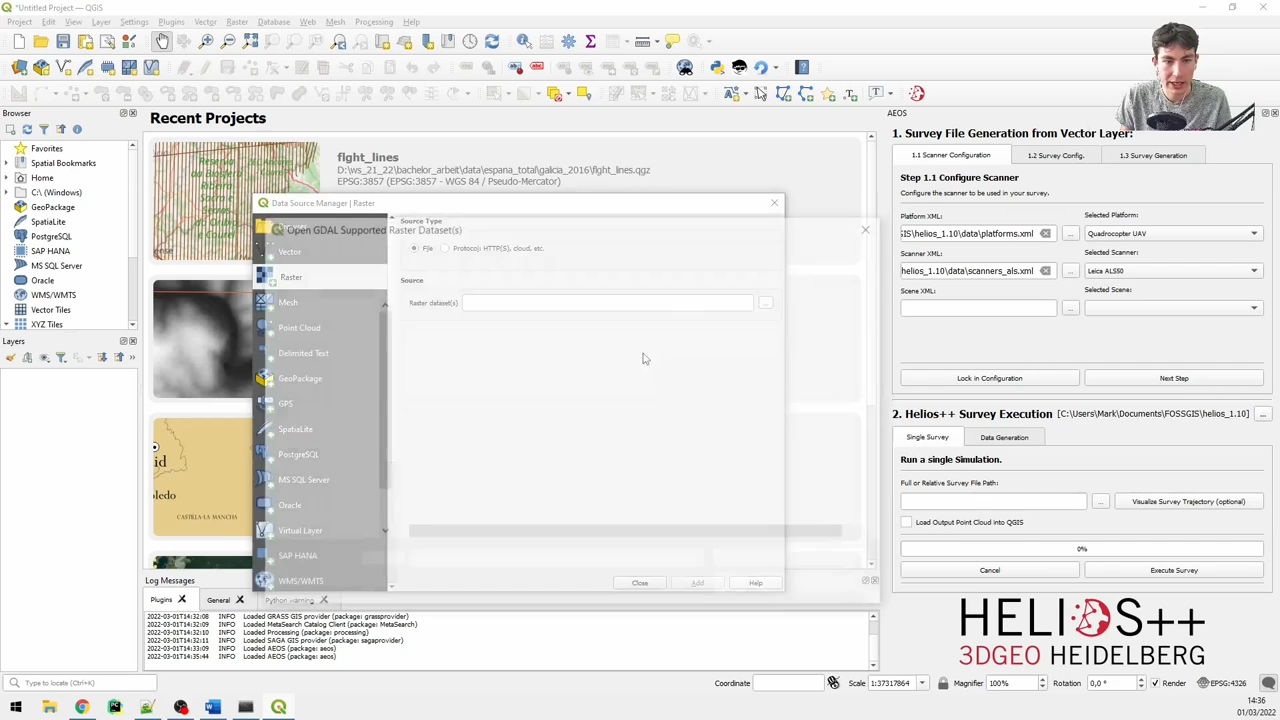 *Untitled Project — QGIS
Project Edit View Layer Settings Plugins Vector Raster Database Web Mesh Processing Help
Browser
Favorites
Spatial Bookmarks
Home
C:\ (Windows)
GeoPackage
SpatiaLite
PostgreSQL
SAP HANA
MS SQL Server
Oracle
WMS/WMTS
Vector Tiles
XYZ Tiles
Layers
Recent Projects
Reserva
da Biosfera
Ribeira
Sacra e
Serras
do Oribio
e Courel
flght_lines
D:\ws_21_22\bachelor_arbeit\data\espana_total\galicia_2016\flght_lines.qgz
EPSG:3857 (EPSG:3857 - WGS 84 / Pseudo-Mercator)
CASTILLA-LA MANCHA
Data Source Manager | Raster
Open GDAL Supported Raster Dataset(s)
Vector
Raster
Mesh
Point Cloud
Delimited Text
GeoPackage
GPS
SpatiaLite
PostgreSQL
MS SQL Server
Oracle
Virtual Layer
SAP HANA
WMS/WMTS
Source Type
File Protocol: HTTP(S), cloud, etc.
Source
Raster dataset(s) ...
Close Add Help
Log Messages
Plugins General Python warning
2022-03-01T14:32:08 INFO Loaded GRASS GIS provider (package: grassprovider)
2022-03-01T14:32:09 INFO Loaded MetaSearch Catalog Client (package: MetaSearch)
2022-03-01T14:32:10 INFO Loaded Processing (package: processing)
2022-03-01T14:32:11 INFO Loaded SAGA GIS provider (package: sagaprovider)
2022-03-01T14:33:09 INFO Loaded AEOS (package: aeos)
2022-03-01T14:35:44 INFO Loaded AEOS (package: aeos)
AEOS
1. Survey File Generation from Vector Layer:
1.1 Scanner Configuration 1.2 Survey Config. 1.3 Survey Generation
Step 1.1 Configure Scanner
Configure the scanner to be used in your survey.
Platform XML: Selected Platform:
;IS/helios_1.10\data\platforms.xml ... Quadrocopter UAV
Scanner XML: Selected Scanner:
helios_1.10\data\scanners_als.xml ... Leica ALS50
Scene XML: Selected Scene:
...
Lock in Configuration Next Step
2. Helios++ Survey Execution [C:\Users\Mark\Documents\FOSSGIS\helios_1.10] ...
Single Survey Data Generation
Run a single Simulation.
Full or Relative Survey File Path:
... Visualize Survey Trajectory (optional)
Load Output Point Cloud into QGIS
0%
Cancel Execute Survey
HELIOS++
3DGEO HEIDELBERG
Type to locate (Ctrl+K) Coordinate Scale 1:37317864 Magnifier 100% Rotation 0,0 ° Render EPSG:4326
14:36
01/03/2022